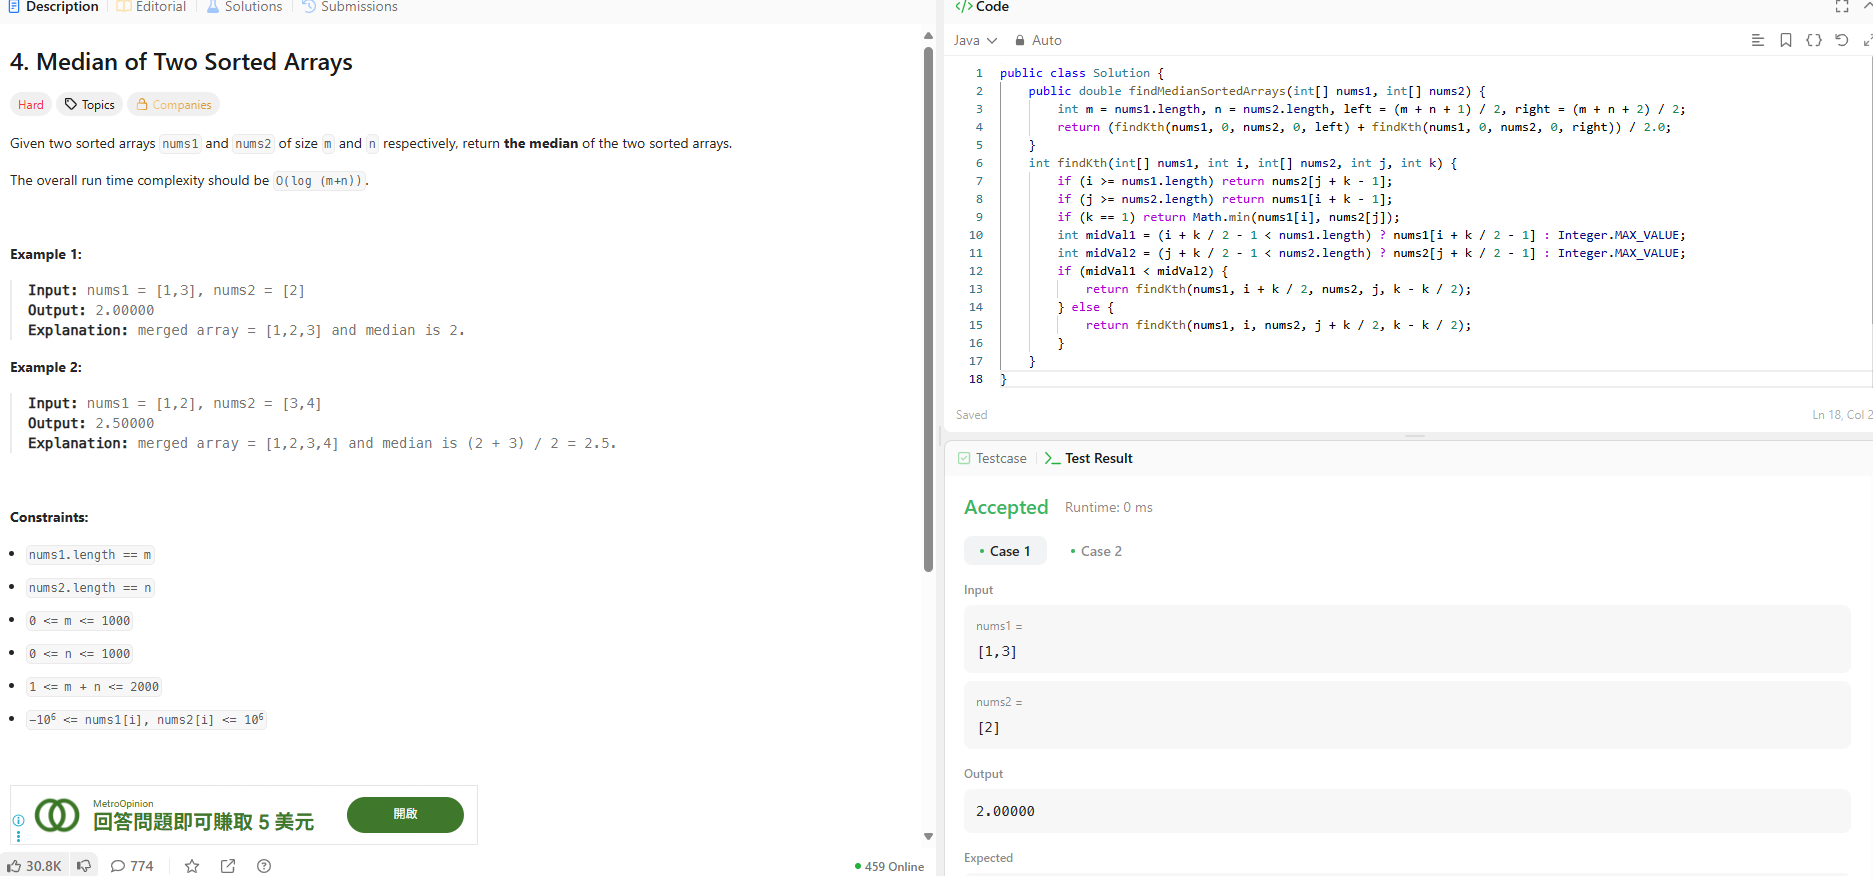 Description
Editorial
Solutions
Submissions
4. Median of Two Sorted Arrays
Hard
Topics
Companies
Given two sorted arrays nums1 and nums2 of size m and n respectively, return the median of the two sorted arrays.
The overall run time complexity should be O(log (m+n)).
Example 1:
Input: nums1 = [1,3], nums2 = [2]
Output: 2.00000
Explanation: merged array = [1,2,3] and median is 2.
Example 2:
Input: nums1 = [1,2], nums2 = [3,4]
Output: 2.50000
Explanation: merged array = [1,2,3,4] and median is (2 + 3) / 2 = 2.5.
Constraints:
• nums1.length == m
• nums2.length == n
• 0 <= m <= 1000
• 0 <= n <= 1000
• 1 <= m + n <= 2000
• -10⁶ <= nums1[i], nums2[i] <= 10⁶
MetroOpinion
回答問題即可賺取 5 美元
開啟
30.8K
774
459 Online
</> Code
Java
Auto
1 public class Solution {
2     public double findMedianSortedArrays(int[] nums1, int[] nums2) {
3         int m = nums1.length, n = nums2.length, left = (m + n + 1) / 2, right = (m + n + 2) / 2;
4         return (findKth(nums1, 0, nums2, 0, left) + findKth(nums1, 0, nums2, 0, right)) / 2.0;
5     }
6     int findKth(int[] nums1, int i, int[] nums2, int j, int k) {
7         if (i >= nums1.length) return nums2[j + k - 1];
8         if (j >= nums2.length) return nums1[i + k - 1];
9         if (k == 1) return Math.min(nums1[i], nums2[j]);
10         int midVal1 = (i + k / 2 - 1 < nums1.length) ? nums1[i + k / 2 - 1] : Integer.MAX_VALUE;
11         int midVal2 = (j + k / 2 - 1 < nums2.length) ? nums2[j + k / 2 - 1] : Integer.MAX_VALUE;
12         if (midVal1 < midVal2) {
13             return findKth(nums1, i + k / 2, nums2, j, k - k / 2);
14         } else {
15             return findKth(nums1, i, nums2, j + k / 2, k - k / 2);
16         }
17     }
18 }
Saved
Ln 18, Col 2
Testcase
Test Result
Accepted
Runtime: 0 ms
• Case 1
• Case 2
Input
nums1 =
[1,3]
nums2 =
[2]
Output
2.00000
Expected